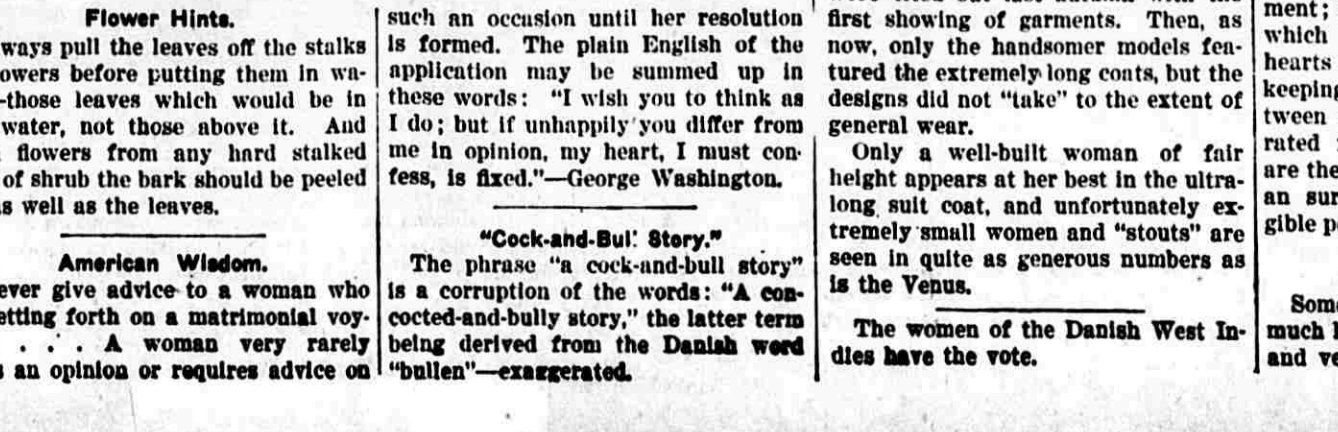 Flower Hints.
ways pull the leaves off the stalks
owers before putting them in wa-
-those leaves which would be in
water, not those above it. And
flowers from any hard stalked
of shrub the bark should be peeled
as well as the leaves.
American Wisdom.
ever give advice to a woman who
etting forth on a matrimonial voy-
. . . A woman very rarely
s an opinion or requires advice on
such an occasion until her resolution
is formed. The plain English of the
application may be summed up in
these words: "I wish you to think as
I do; but if unhappily you differ from
me in opinion, my heart, I must con-
fess, is fixed."—George Washington.
"Cock-and-Bull Story."
The phrase "a cock-and-bull story"
is a corruption of the words: "A con-
cocted-and-bully story," the latter term
being derived from the Danish word
"bullen"—exaggerated.
first showing of garments. Then, as
now, only the handsomer models fea-
tured the extremely long coats, but the
designs did not "take" to the extent of
general wear.
Only a well-built woman of fair
height appears at her best in the ultra-
long suit coat, and unfortunately ex-
tremely small women and "stouts" are
seen in quite as generous numbers as
is the Venus.
The women of the Danish West In-
dies have the vote.
ment;
which
hearts
keeping
tween
rated
are the
an sur
gible p
Som
much
and ve